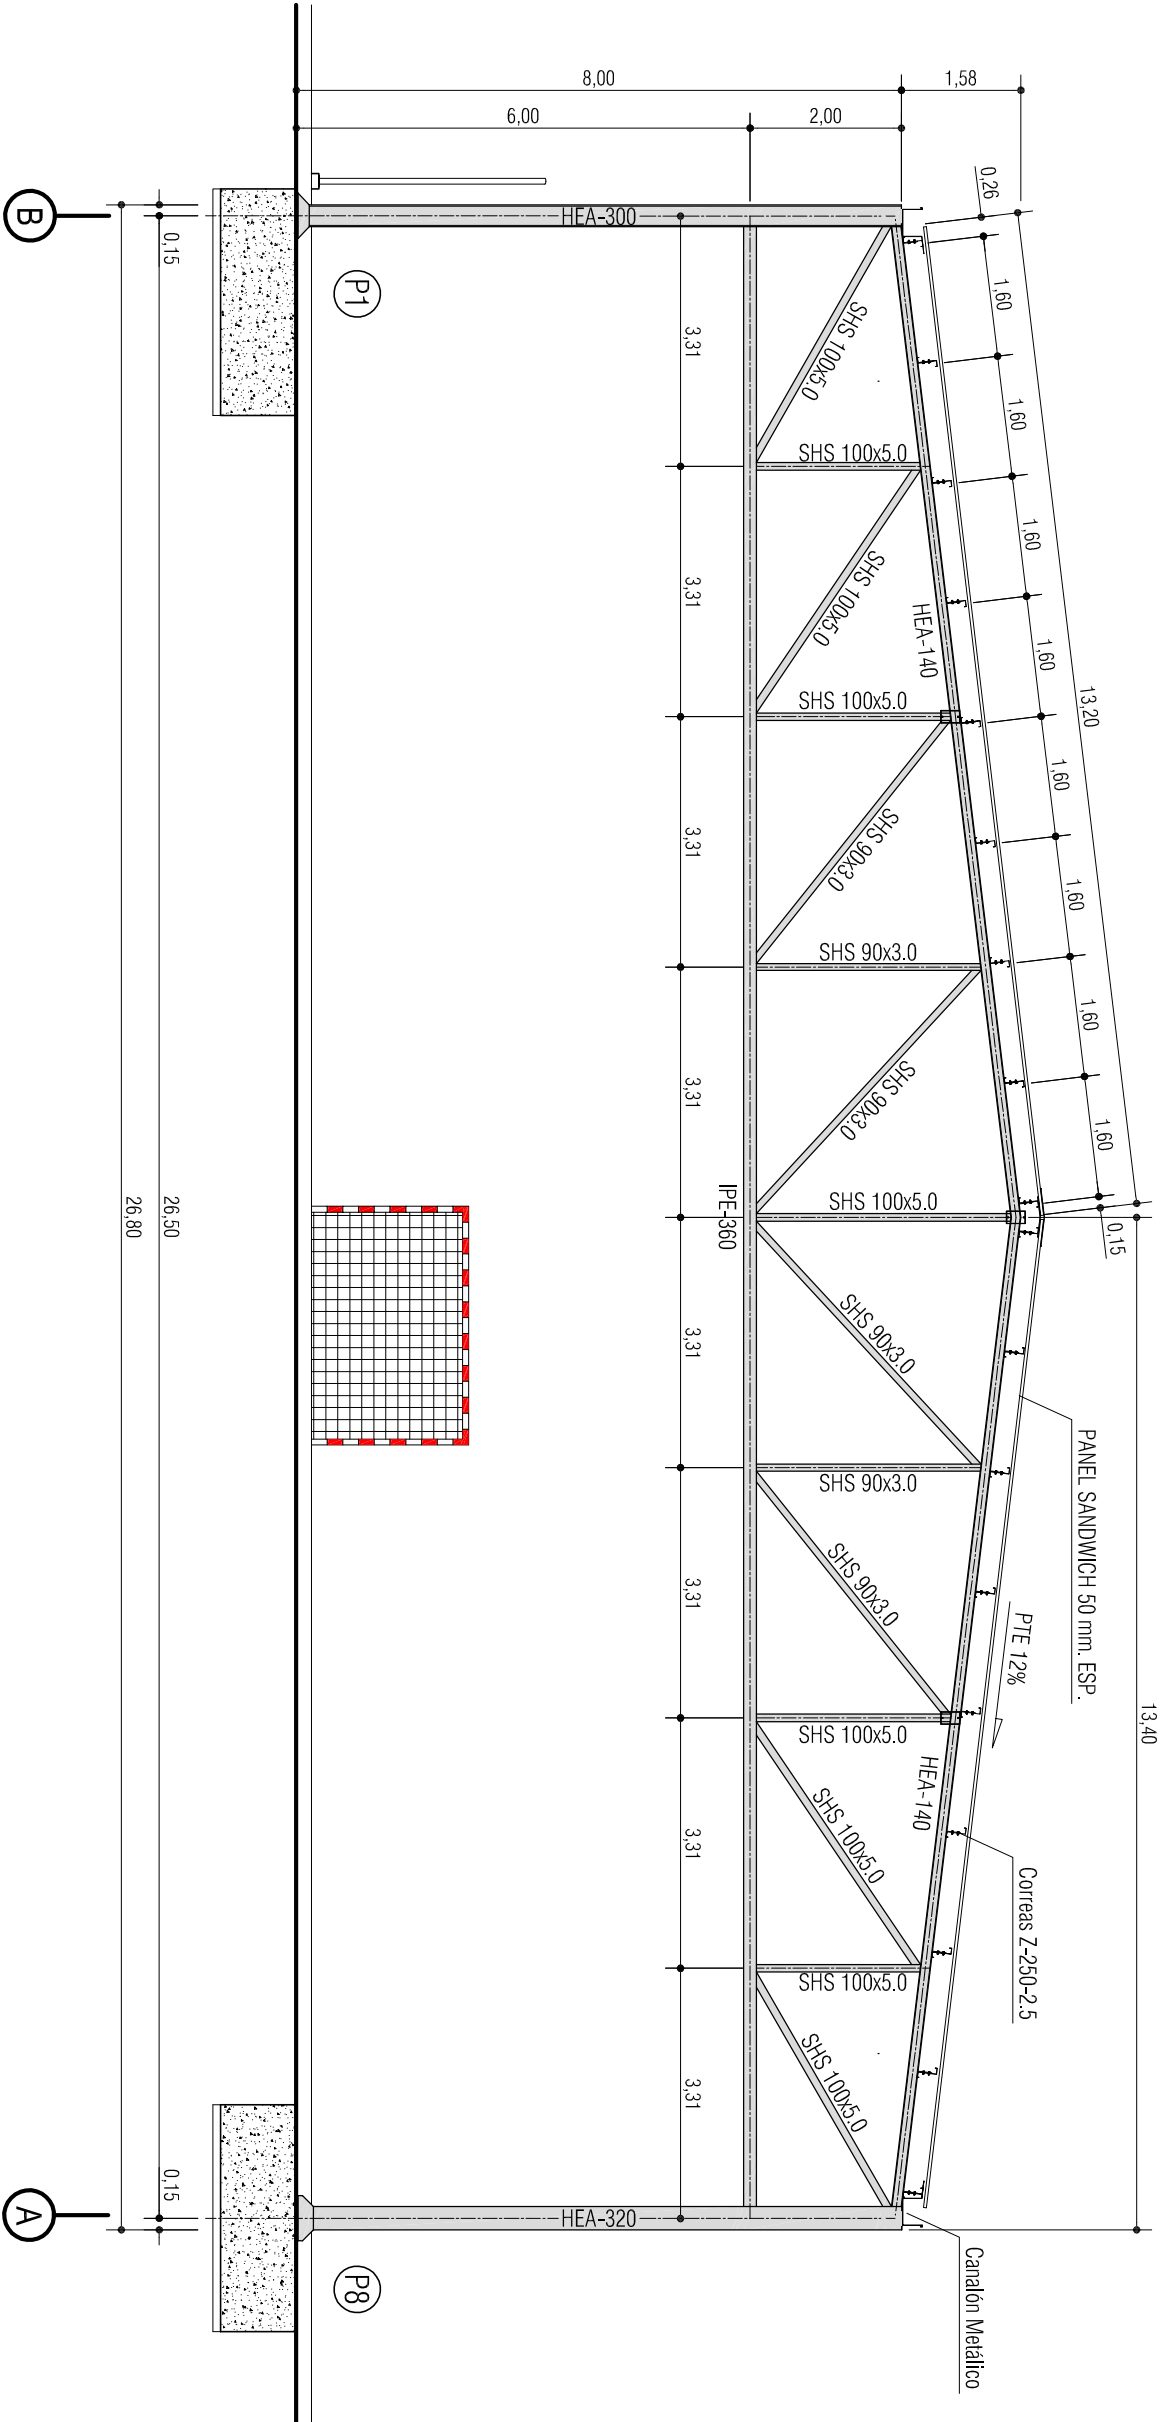 13,40
13,20
0,15
1,60
1,60
1,60
1,60
1,60
1,60
1,60
1,60
0,26
PANEL SANDWICH 50 mm. ESP.
PTE 12%
Correas Z-250-2.5
Canalón Metálico
1,58
8,00
2,00
6,00
HEA-140
HEA-140
SHS 100x5.0
SHS 100x5.0
SHS 100x5.0
SHS 100x5.0
SHS 90x3.0
SHS 90x3.0
SHS 90x3.0
SHS 100x5.0
SHS 90x3.0
SHS 90x3.0
SHS 90x3.0
SHS 100x5.0
SHS 100x5.0
SHS 100x5.0
SHS 100x5.0
IPE-360
3,31
3,31
3,31
3,31
3,31
3,31
3,31
3,31
HEA-300
HEA-320
P1
P8
0,15
26,50
0,15
26,80
B
A